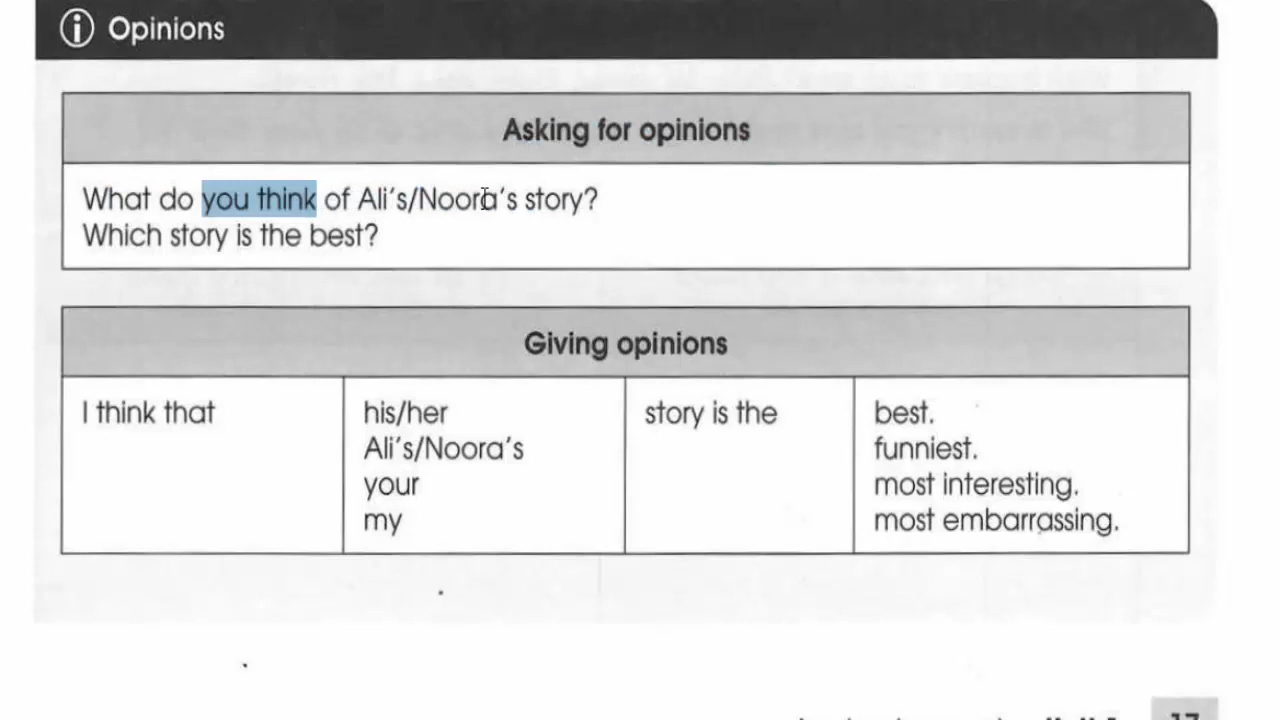 Opinions
Asking for opinions
What do you think of Ali's/Noora's story?
Which story is the best?
Giving opinions
I think that
his/her
Ali's/Noora's
your
my
story is the
best.
funniest.
most interesting.
most embarrassing.
17